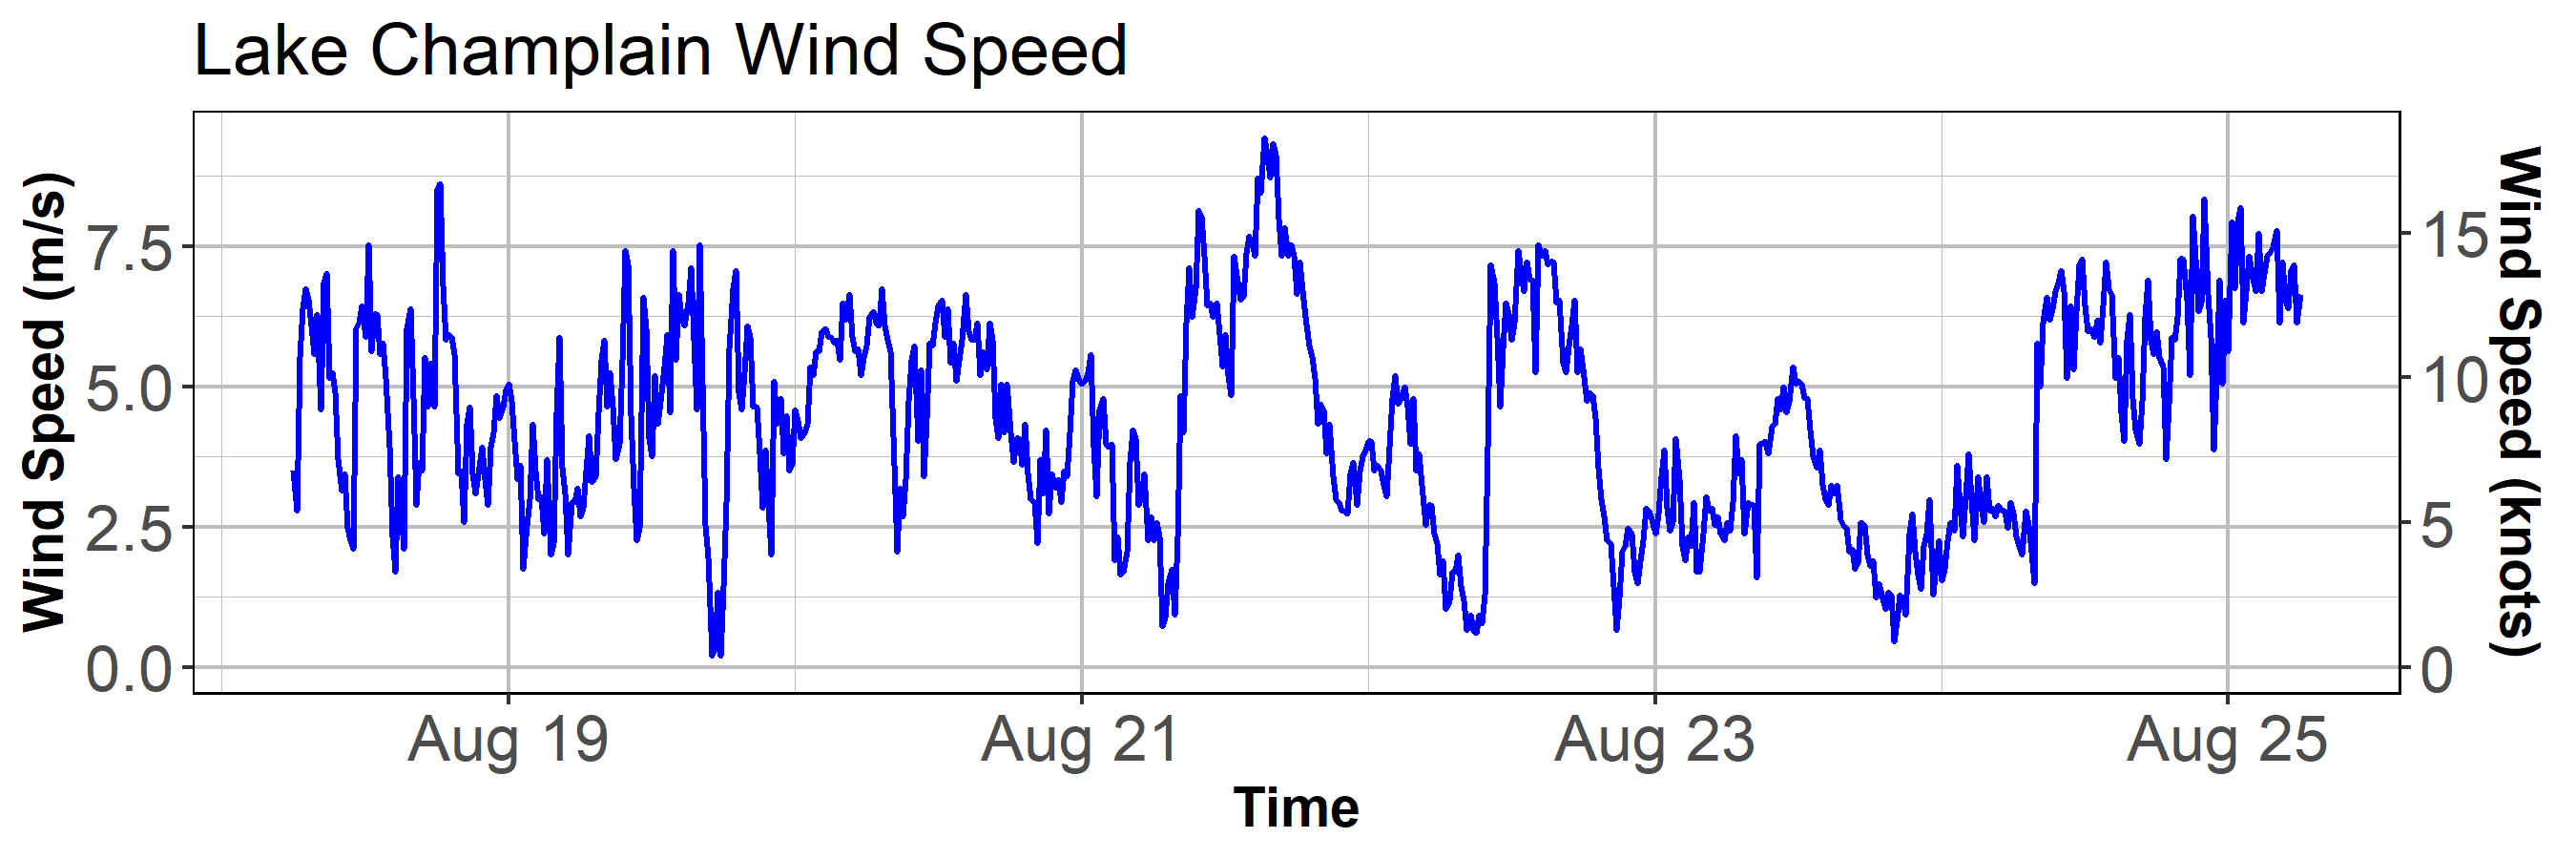 Lake Champlain Wind Speed
Wind Speed (m/s)
7.5
5.0
2.5
0.0
15
10
5
0
Wind Speed (knots)
Aug 19
Aug 21
Aug 23
Aug 25
Time